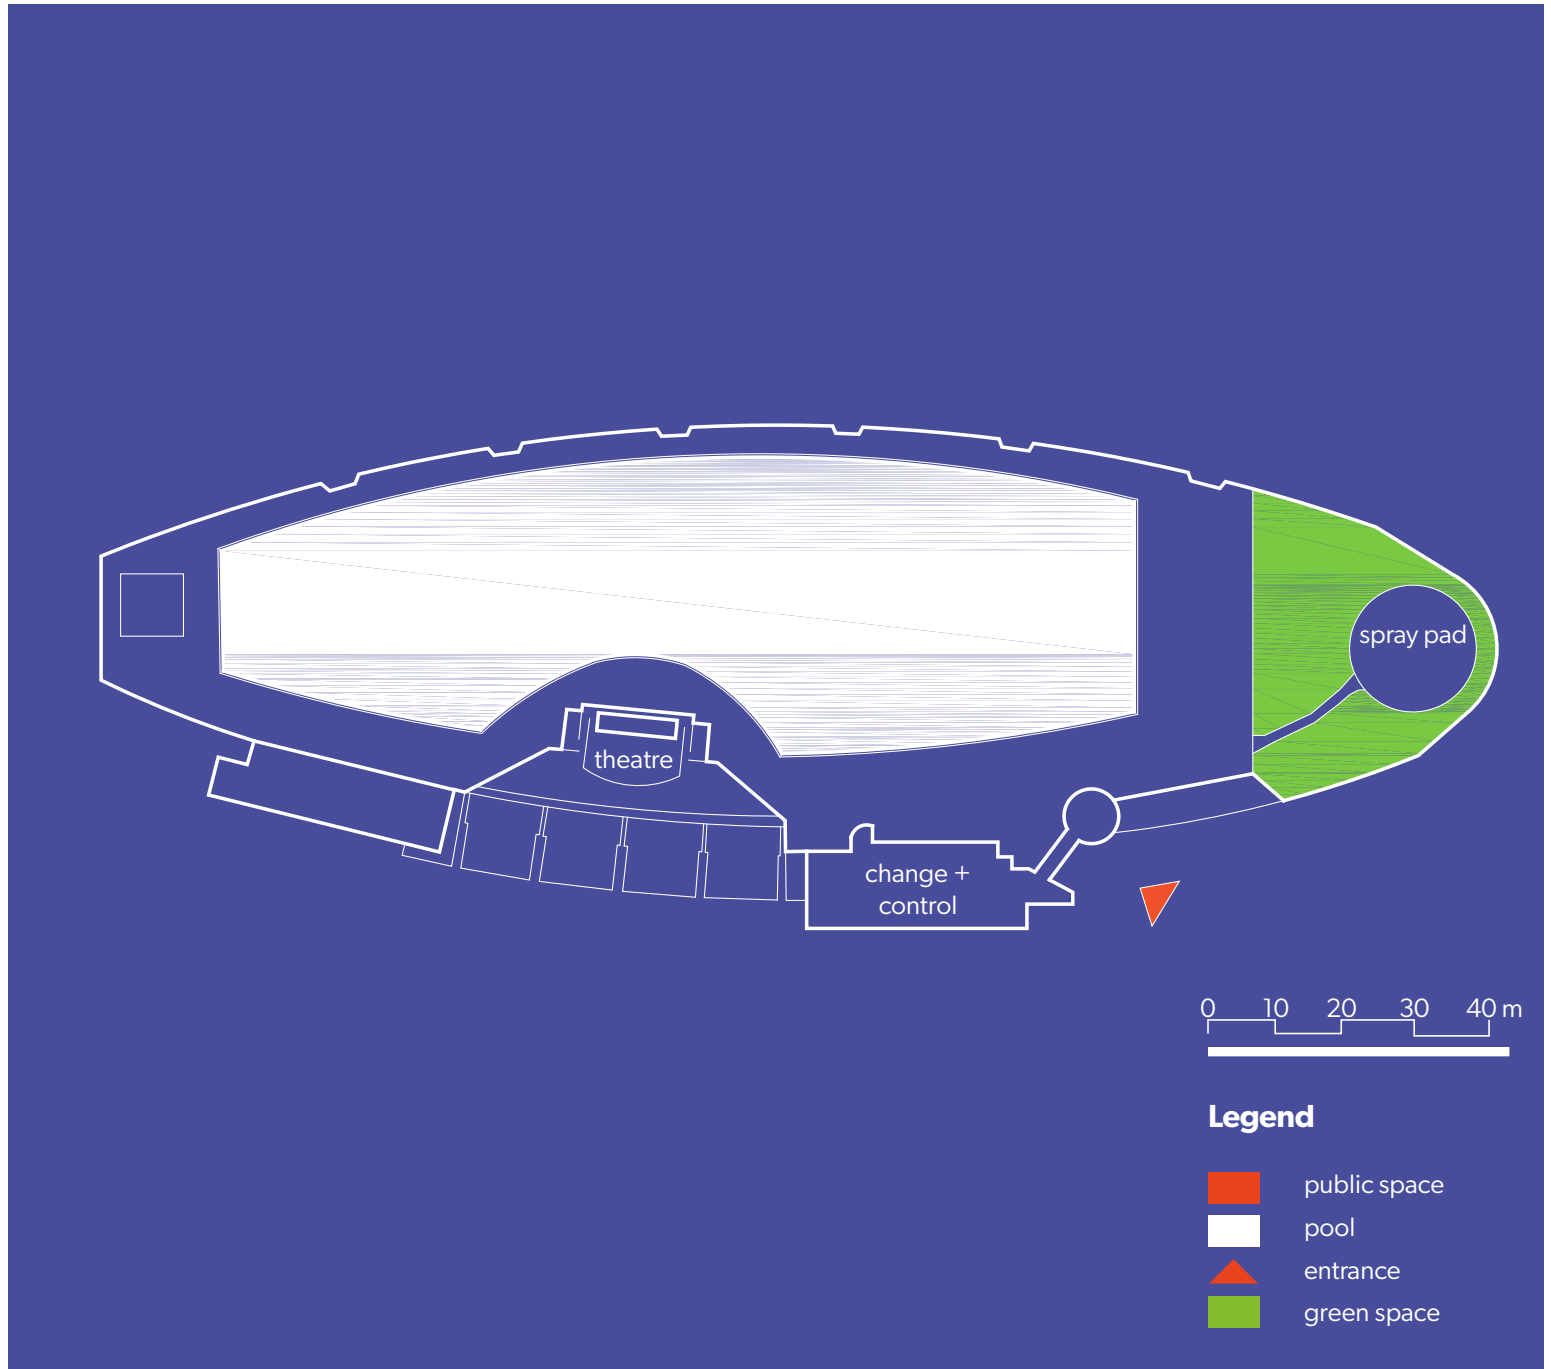 spray pad
theatre
change +
control
0 10 20 30 40 m
Legend
public space
pool
entrance
green space